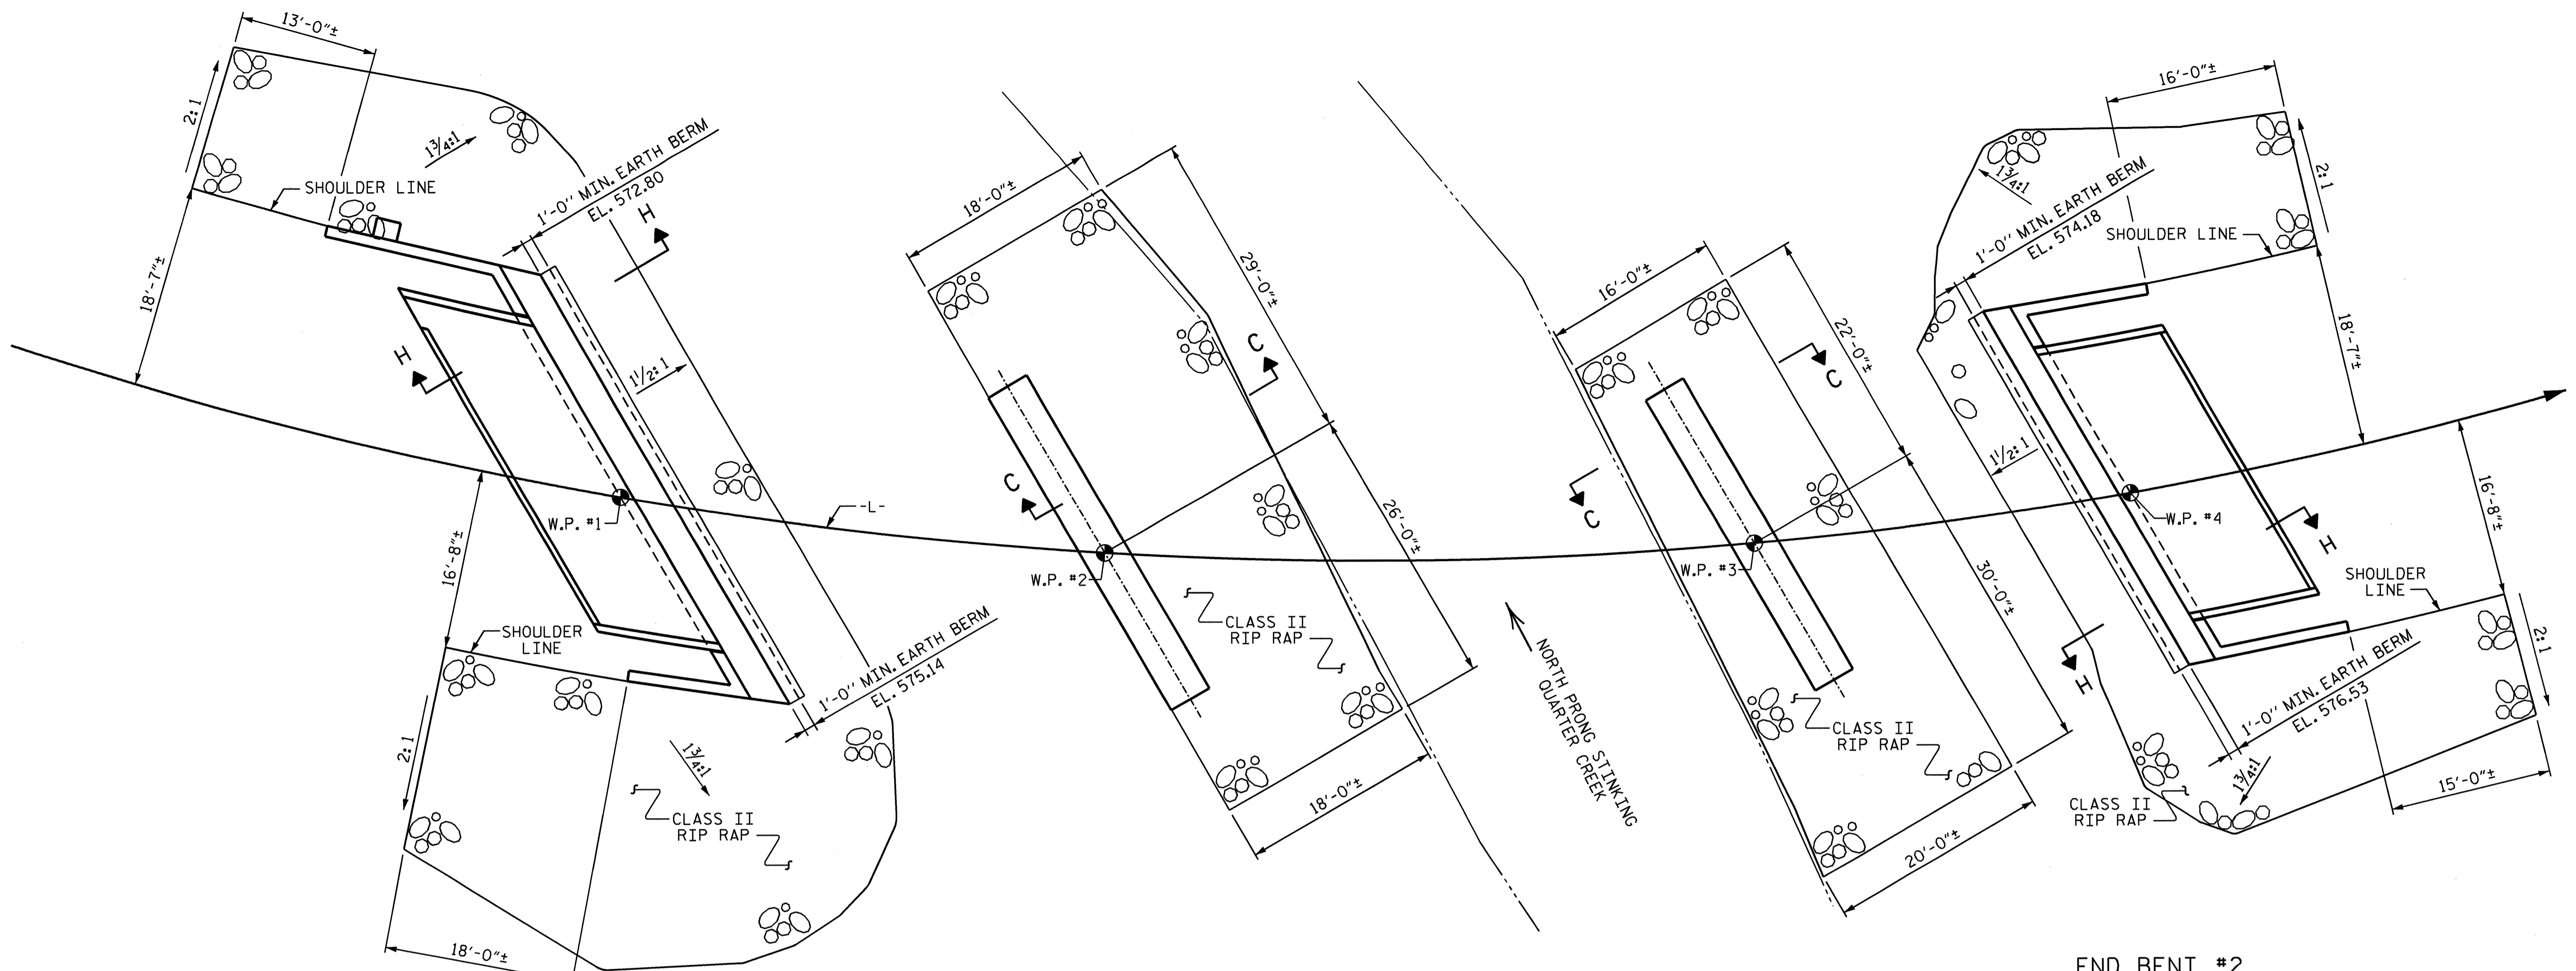 13'-0"±
2:1
1¾:1
SHOULDER LINE
18'-7"±
1'-0" MIN. EARTH BERM
EL. 572.80
H
H
1½:1
16'-8"±
W.P. #1
-L-
SHOULDER
LINE
1'-0" MIN. EARTH BERM
EL. 575.14
2:1
1¾:1
CLASS II
RIP RAP
18'-0"±
18'-0"±
29'-0"±
C
C
26'-0"±
W.P. #2
CLASS II
RIP RAP
18'-0"±
NORTH PRONG STINKING
QUARTER CREEK
16'-0"±
22'-0"±
C
C
W.P. #3
30'-0"±
CLASS II
RIP RAP
20'-0"±
16'-0"±
2:1
1¾:1
1'-0" MIN. EARTH BERM
EL. 574.18
SHOULDER LINE
18'-7"±
1½:1
W.P. #4
H
H
16'-8"±
SHOULDER
LINE
2:1
1'-0" MIN. EARTH BERM
EL. 576.53
1¾:1
CLASS II
RIP RAP
15'-0"±
END BENT #2